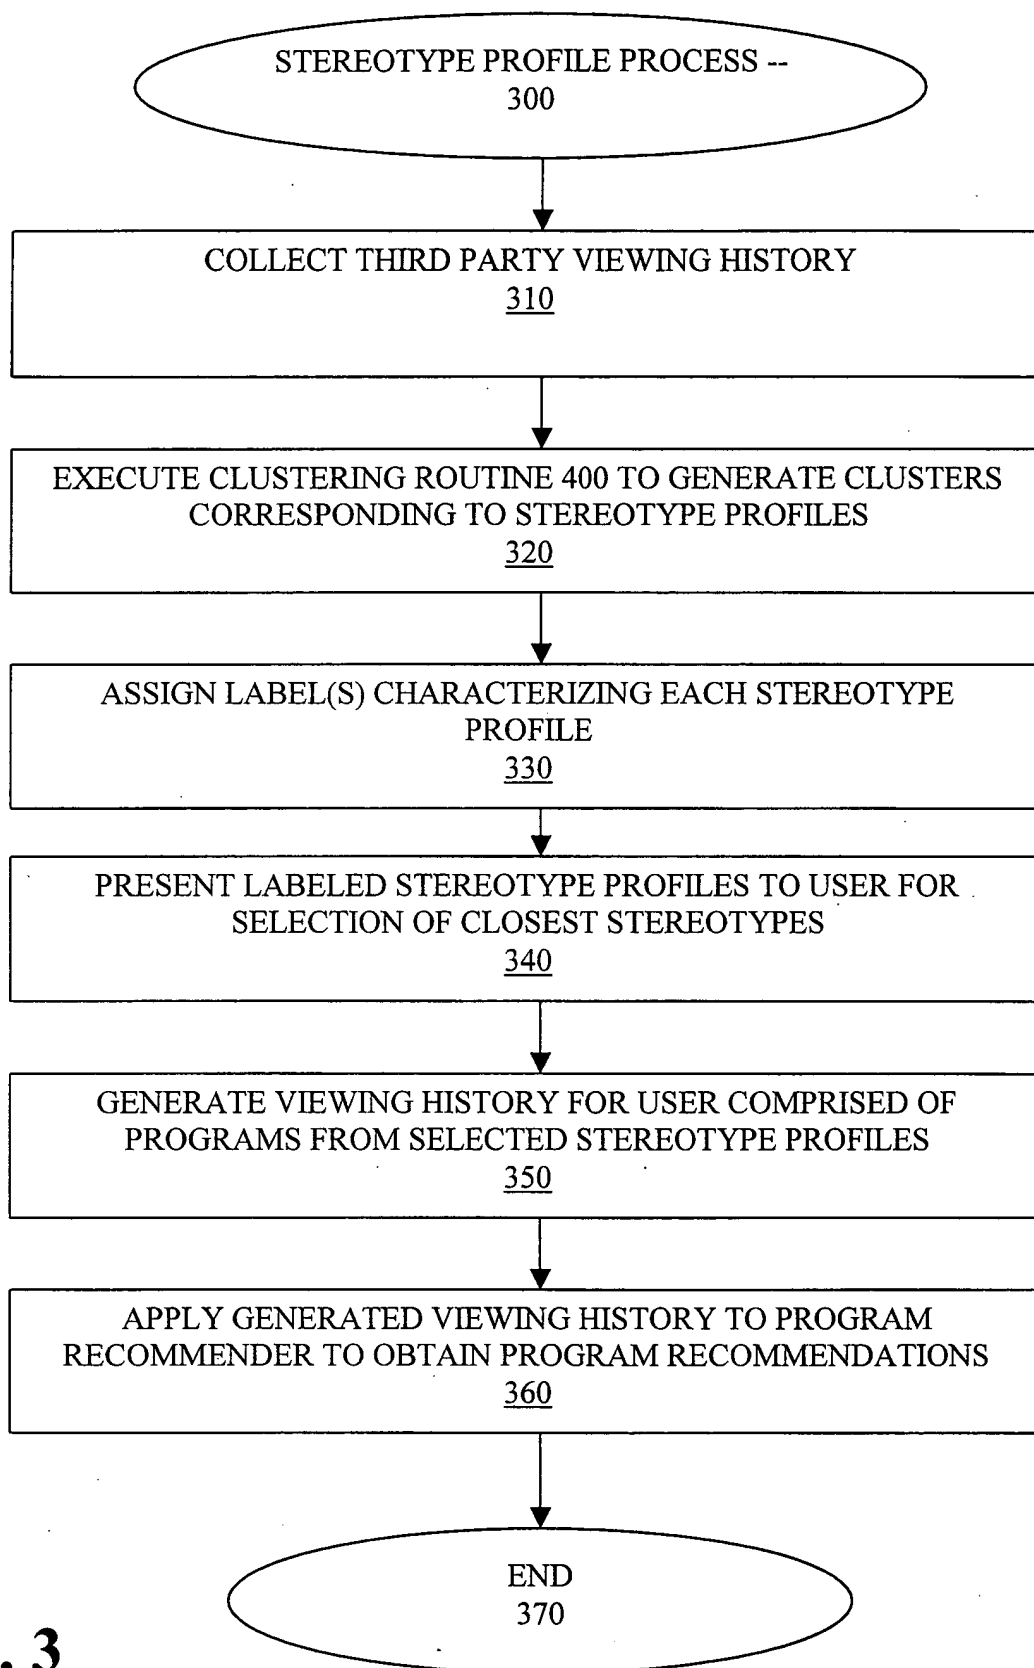 STEREOTYPE PROFILE PROCESS --
300
COLLECT THIRD PARTY VIEWING HISTORY
310
EXECUTE CLUSTERING ROUTINE 400 TO GENERATE CLUSTERS
CORRESPONDING TO STEREOTYPE PROFILES
320
ASSIGN LABEL(S) CHARACTERIZING EACH STEREOTYPE
PROFILE
330
PRESENT LABELED STEREOTYPE PROFILES TO USER FOR
SELECTION OF CLOSEST STEREOTYPES
340
GENERATE VIEWING HISTORY FOR USER COMPRISED OF
PROGRAMS FROM SELECTED STEREOTYPE PROFILES
350
APPLY GENERATED VIEWING HISTORY TO PROGRAM
RECOMMENDER TO OBTAIN PROGRAM RECOMMENDATIONS
360
END
370
. 3